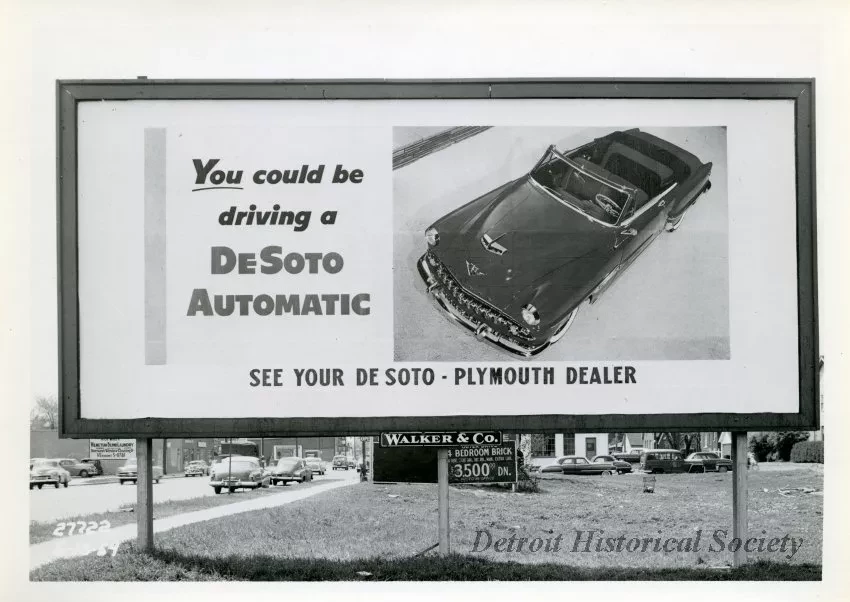 You could be
driving a
DeSoto
Automatic
SEE YOUR DE SOTO - PLYMOUTH DEALER
WALKER & CO.
BEDROOM BRICK
$3500 DN.
27722
Detroit Historical Society